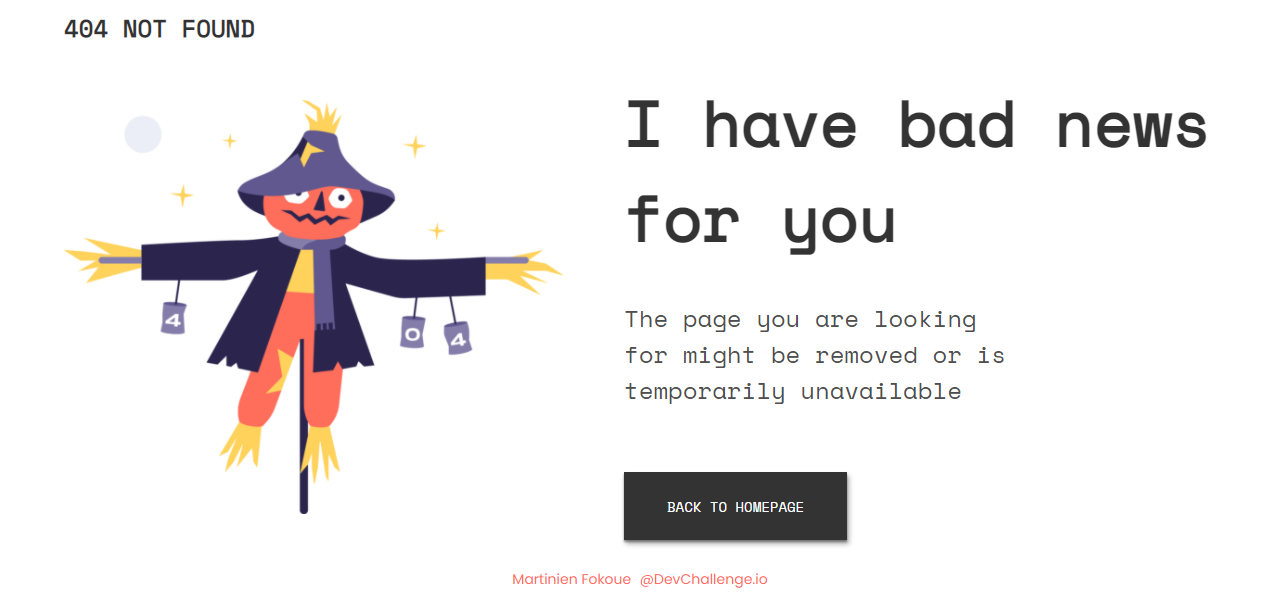 404 NOT FOUND
I have bad news
for you
4
0
4
The page you are looking
for might be removed or is
temporarily unavailable
BACK TO HOMEPAGE
Martinien Fokoue @DevChallenge.io